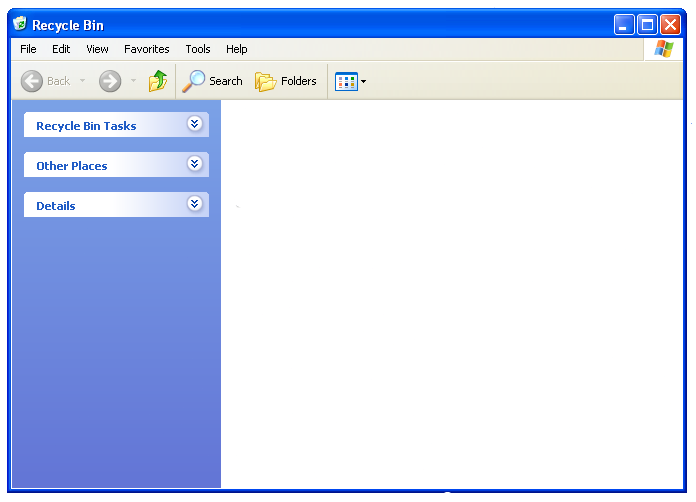 Recycle Bin
File Edit View Favorites Tools Help
Back Search Folders
Recycle Bin Tasks
Other Places
Details